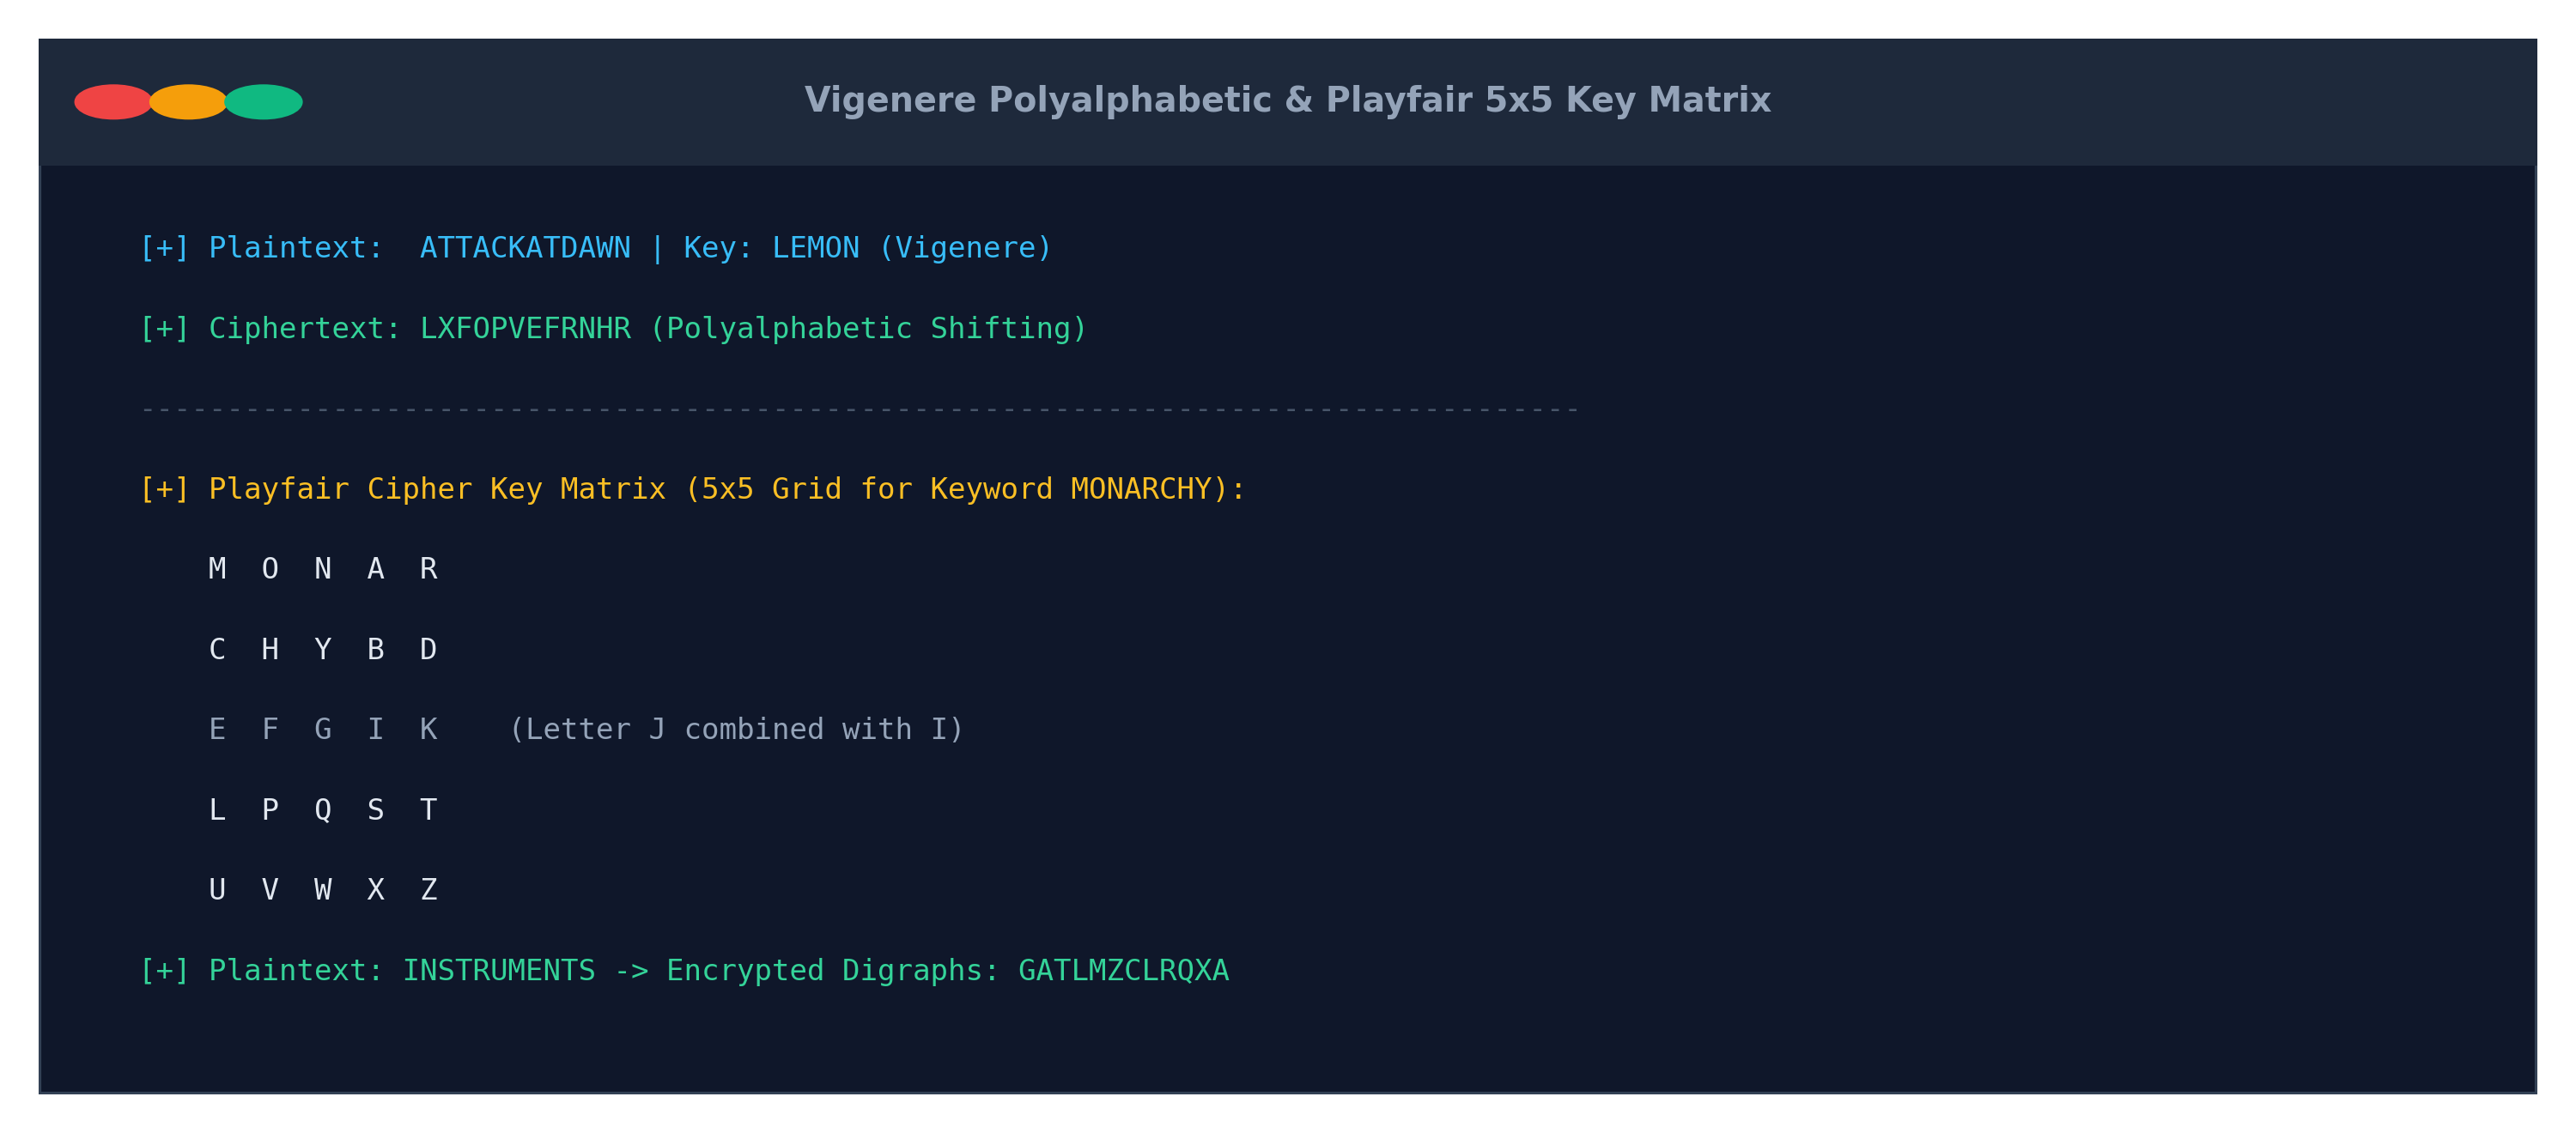 Vigenere Polyalphabetic & Playfair 5x5 Key Matrix
[+] Plaintext:  ATTACKATDAWN | Key: LEMON (Vigenere)
[+] Ciphertext: LXFOPVEFRNHR (Polyalphabetic Shifting)
----------------------------------------------------------------------------------
[+] Playfair Cipher Key Matrix (5x5 Grid for Keyword MONARCHY):
M  O  N  A  R
C  H  Y  B  D
E  F  G  I  K    (Letter J combined with I)
L  P  Q  S  T
U  V  W  X  Z
[+] Plaintext: INSTRUMENTS -> Encrypted Digraphs: GATLMZCLRQXA